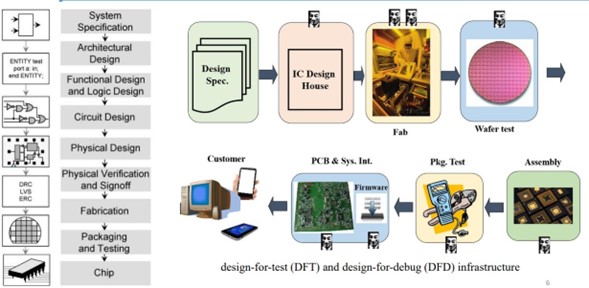 System
Specification
Architectural
Design
ENTITY test
port a: in;
end ENTITY;
Functional Design
and Logic Design
Circuit Design
Physical Design
DRC
LVS
ERC
Physical Verification
and Signoff
Fabrication
Packaging
and Testing
Chip
Design
Spec.
IC Design
House
Fab
Wafer test
Customer
PCB & Sys. Int.
Firmware
Pkg. Test
Assembly
design-for-test (DFT) and design-for-debug (DFD) infrastructure
6